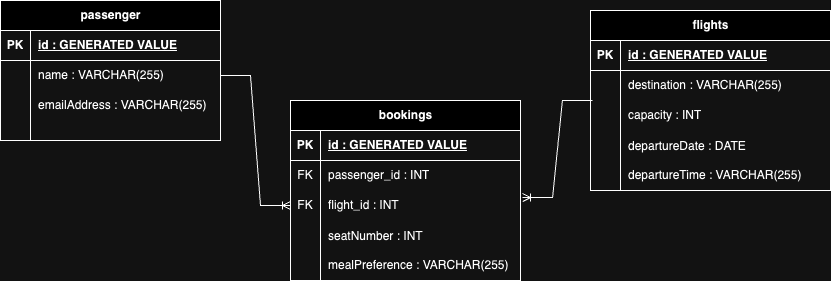 passenger
PK id : GENERATED VALUE
name : VARCHAR(255)
emailAddress : VARCHAR(255)
bookings
PK id : GENERATED VALUE
FK passenger_id : INT
FK flight_id : INT
seatNumber : INT
mealPreference : VARCHAR(255)
flights
PK id : GENERATED VALUE
destination : VARCHAR(255)
capacity : INT
departureDate : DATE
departureTime : VARCHAR(255)